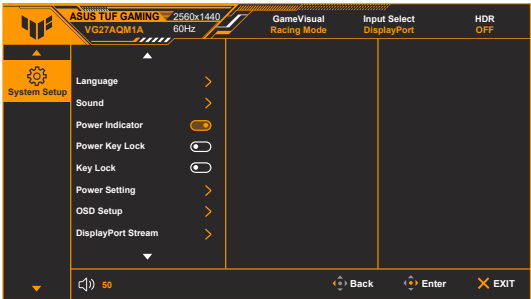 ASUS TUF GAMING
VG27AQM1A
2560x1440
60Hz
GameVisual
Racing Mode
Input Select
DisplayPort
HDR
OFF
System Setup
Language
Sound
Power Indicator
Power Key Lock
Key Lock
Power Setting
OSD Setup
DisplayPort Stream
50
Back
Enter
EXIT